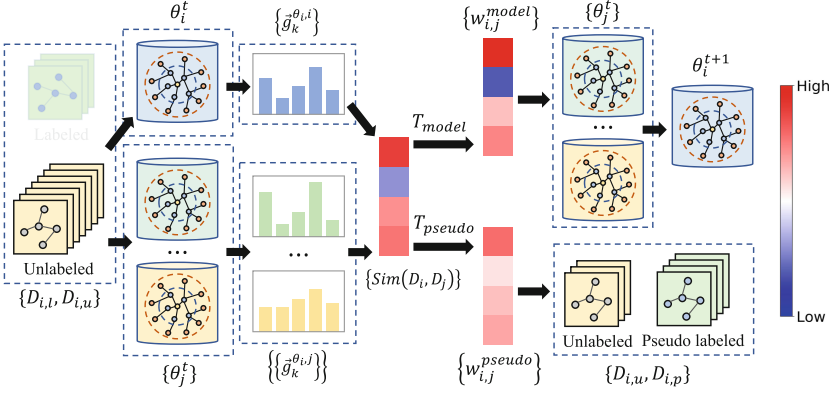 θ_i^t
{g⃗_k^{θ_i,i}}
{w_{i,j}^{model}}
{θ_j^t}
θ_i^{t+1}
High
Labeled
T_{model}
...
T_{pseudo}
...
...
Unlabeled
{D_{i,l}, D_{i,u}}
{Sim(D_i, D_j)}
Low
Unlabeled
Pseudo labeled
{θ_j^t}
{{g⃗_k^{θ_i,j}}}
{w_{i,j}^{pseudo}}
{D_{i,u}, D_{i,p}}